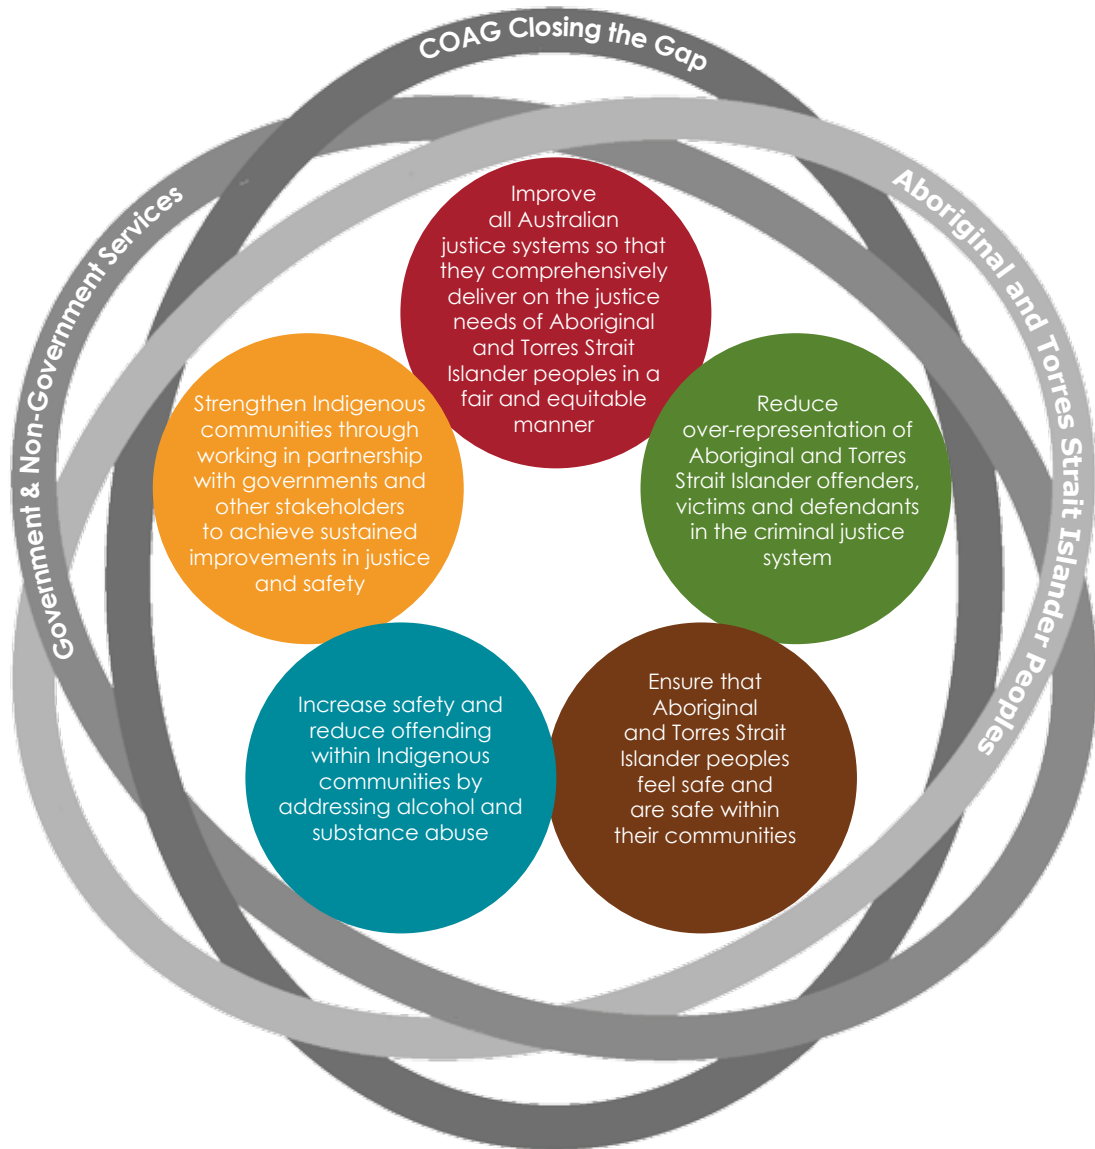 COAG Closing the Gap
Government & Non-Government Services
Aboriginal and Torres Strait Islander Peoples
Improve
all Australian
justice systems so that
they comprehensively
deliver on the justice
needs of Aboriginal
and Torres Strait
Islander peoples in a
fair and equitable
manner
Strengthen Indigenous
communities through
working in partnership
with governments and
other stakeholders
to achieve sustained
improvements in justice
and safety
Reduce
over-representation of
Aboriginal and Torres
Strait Islander offenders,
victims and defendants
in the criminal justice
system
Increase safety and
reduce offending
within Indigenous
communities by
addressing alcohol and
substance abuse
Ensure that
Aboriginal
and Torres Strait
Islander peoples
feel safe and
are safe within
their communities